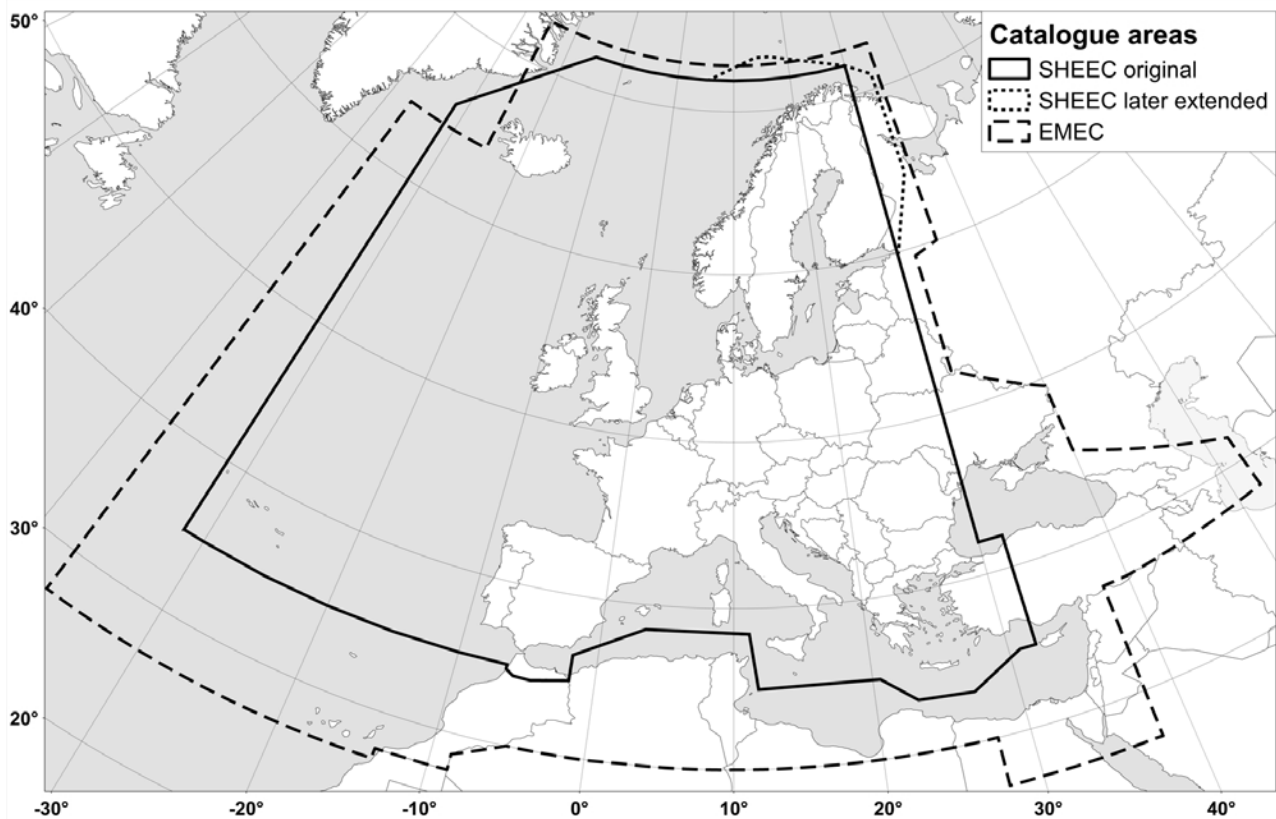 50°
Catalogue areas
SHEEC original
SHEEC later extended
EMEC
40°
30°
20°
-30° -20° -10° 0° 10° 20° 30° 40°